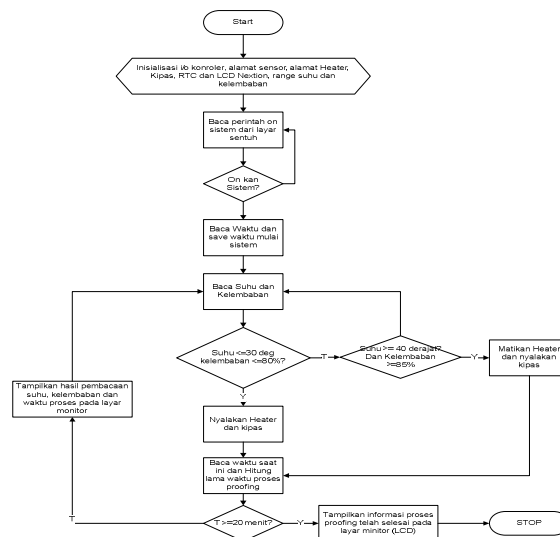 Start
Inisialisasi i/o konroler, alamat sensor, alamat Heater,
Kipas, RTC dan LCD Nextion, range suhu dan
kelembaban
Baca perintah on
sistem dari layar
sentuh
On kan
Sistem?
Baca Waktu dan
save waktu mulai
sistem
Baca Suhu dan
Kelembaban
Suhu <=30 deg
kelembaban <=80%?
T
Suhu >= 40 derajat?
Dan Kelembaban
>=85%
Y
Matikan Heater
dan nyalakan
kipas
Tampilkan hasil pembacaan
suhu, kelembaban dan
waktu proses pada layar
monitor
Y
Nyalakan Heater
dan kipas
Baca waktu saat
ini dan Hitung
lama waktu proses
proofing
T
T >=20 menit?
Y
Tampilkan informasi proses
proofing telah selesai pada
layar minitor (LCD)
STOP